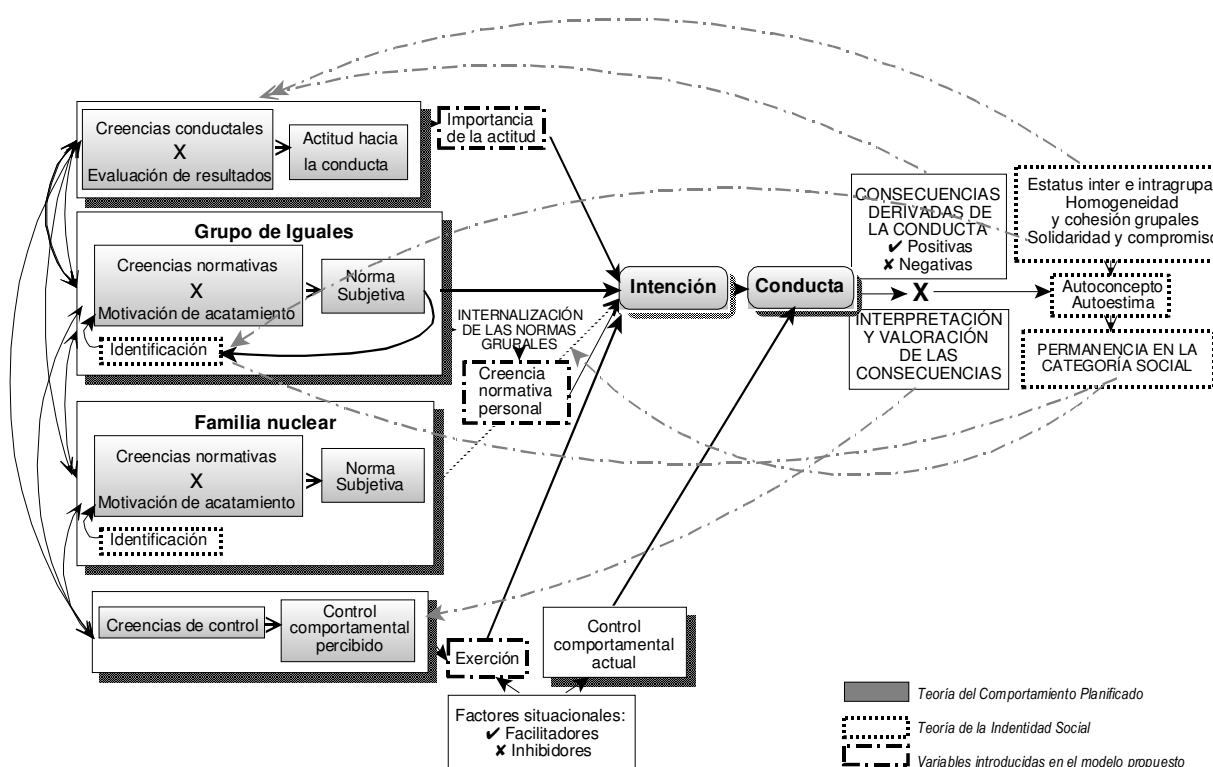 Creencias conductales
X
Evaluación de resultados
Actitud hacia
la conducta
Importancia
de la actitud
Grupo de Iguales
Creencias normativas
X
Motivación de acatamiento
Norma
Subjetiva
Identificación
INTERNALIZACIÓN
DE LAS NORMAS
GRUPALES
Creencia
normativa
personal
Familia nuclear
Creencias normativas
X
Motivación de acatamiento
Norma
Subjetiva
Identificación
Creencias de control
Control
comportamental
percibido
Exerción
Factores situacionales:
✔ Facilitadores
✘ Inhibidores
Control
comportamental
actual
Intención
Conducta
CONSECUENCIAS
DERIVADAS DE
LA CONDUCTA
✔ Positivas
✘ Negativas
X
INTERPRETACIÓN
Y VALORACIÓN
DE LAS
CONSECUENCIAS
Estatus inter e intragrupa
Homogeneidad
y cohesión grupales
Solidaridad y compromiso
Autoconcepto
Autoestima
PERMANENCIA EN LA
CATEGORÍA SOCIAL
Teoría del Comportamiento Planificado
Teoría de la Indentidad Social
Variables introducidas en el modelo propuesto